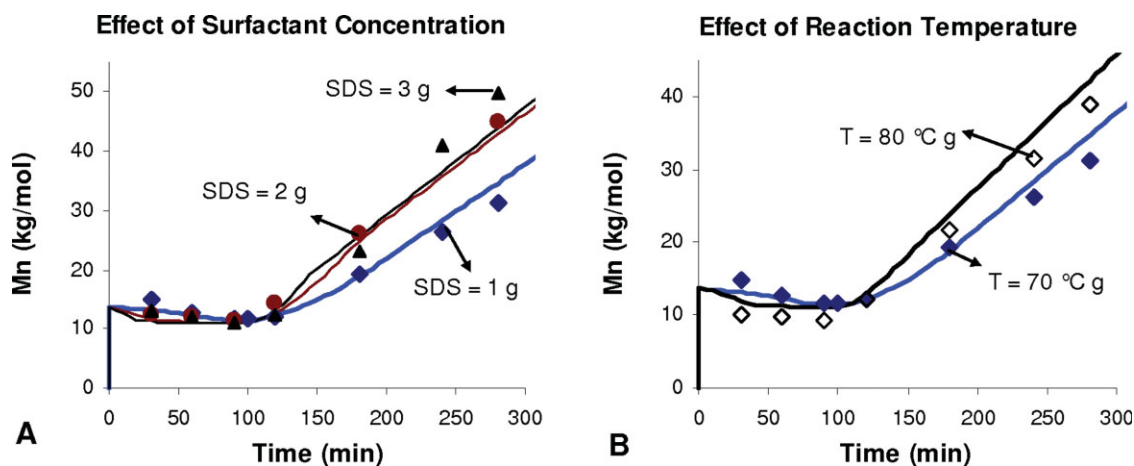 Effect of Surfactant Concentration
Mn (kg/mol)
50
40
30
20
10
0
SDS = 3 g
SDS = 2 g
SDS = 1 g
0 50 100 150 200 250 300
Time (min)
A
Effect of Reaction Temperature
Mn (kg/mol)
40
30
20
10
0
T = 80 °C g
T = 70 °C g
0 50 100 150 200 250 300
Time (min)
B